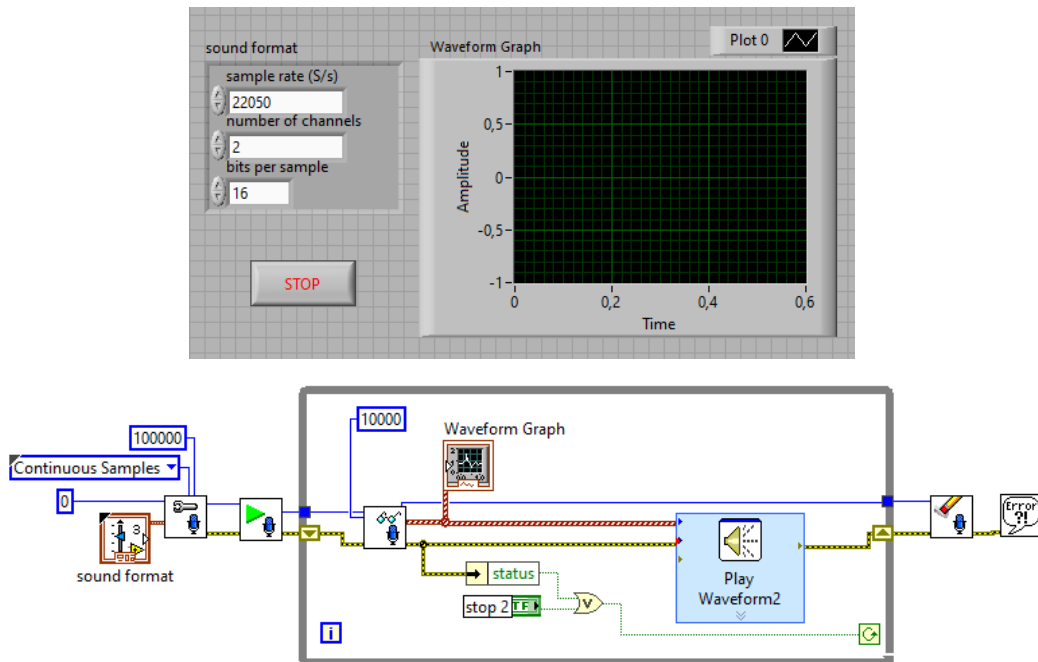 sound format
sample rate (S/s)
22050
number of channels
2
bits per sample
16
STOP
Waveform Graph
Plot 0
Amplitude
1
0,5
0
-0,5
-1
0
0,2
0,4
0,6
Time
100000
Continuous Samples
0
sound format
3
10000
Waveform Graph
status
stop 2
TF
V
i
Play
Waveform2
Error
?!